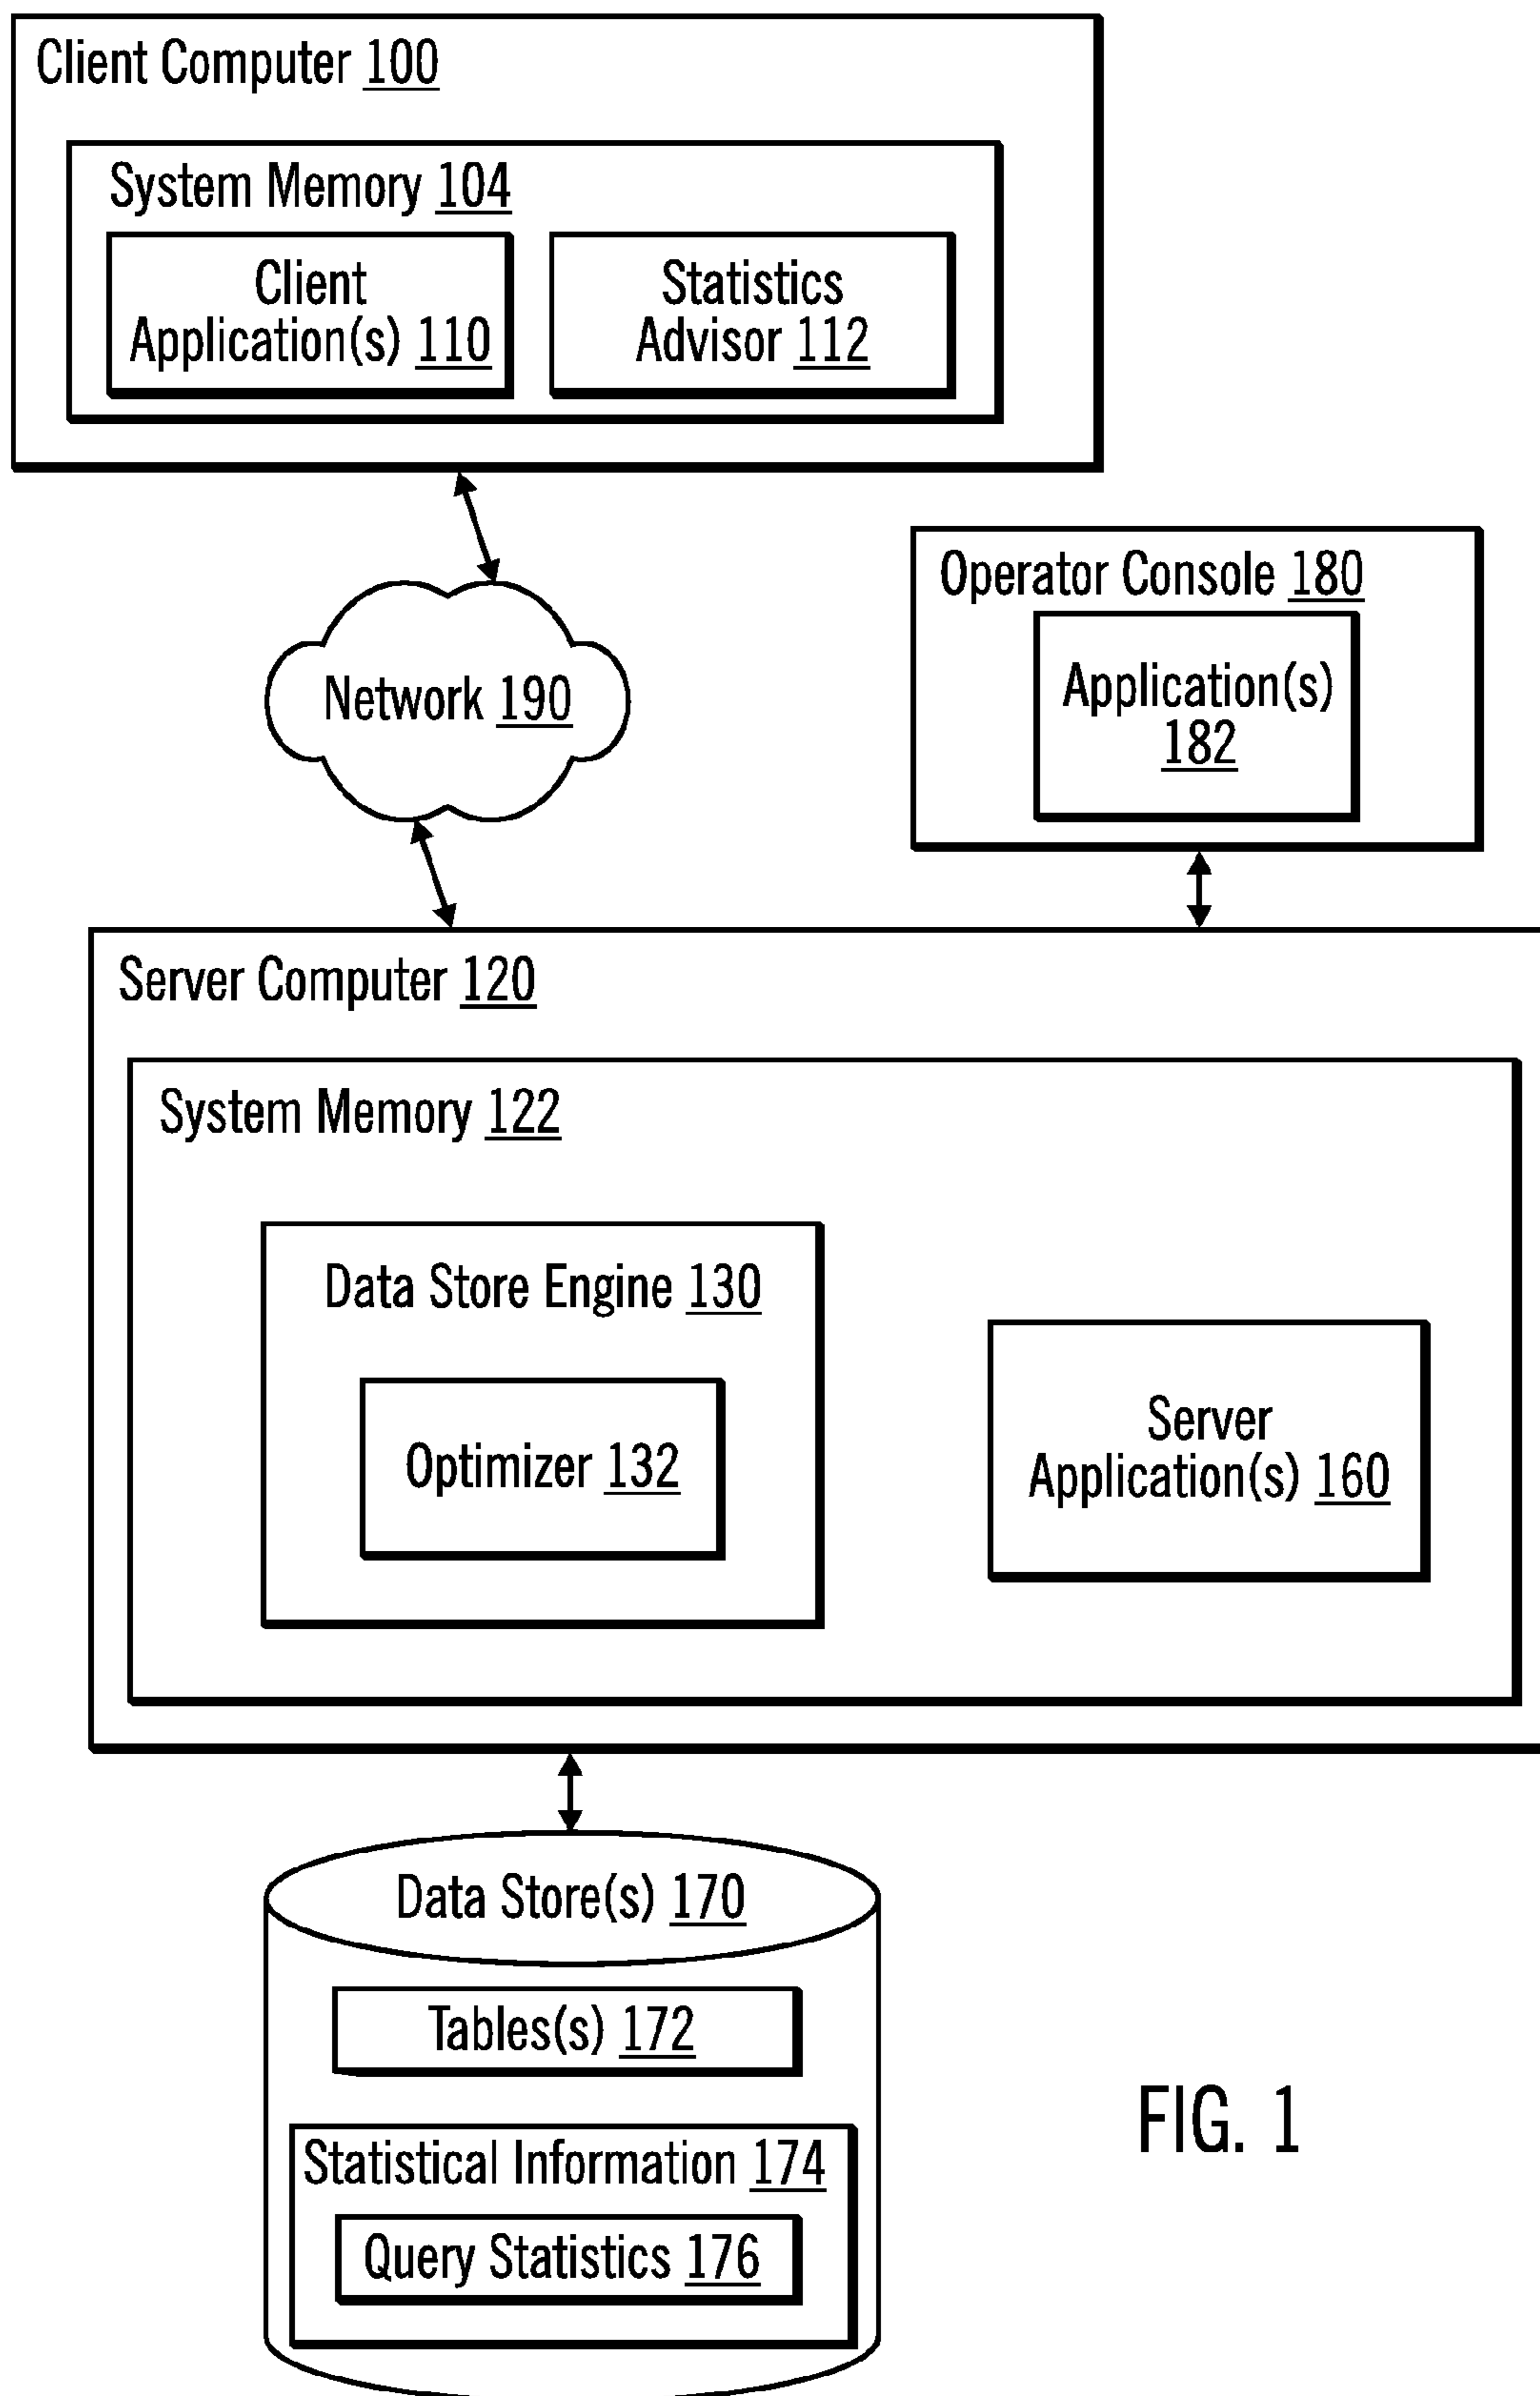 Client Computer 100
System Memory 104
Client
Application(s) 110
Statistics
Advisor 112
Network 190
Operator Console 180
Application(s)
182
Server Computer 120
System Memory 122
Data Store Engine 130
Optimizer 132
Server
Application(s) 160
Data Store(s) 170
Tables(s) 172
Statistical Information 174
Query Statistics 176
FIG. 1